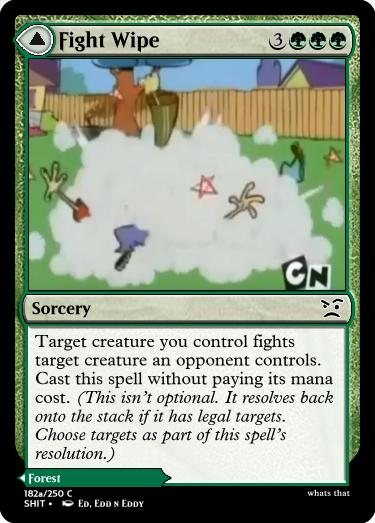 Fight Wipe 3
CN
Sorcery
Target creature you control fights
target creature an opponent controls.
Cast this spell without paying its mana
cost. (This isn't optional. It resolves back
onto the stack if it has legal targets.
Choose targets as part of this spell's
resolution.)
Forest
182a/250 C
SHIT • Ed, Edd n Eddy
whats that